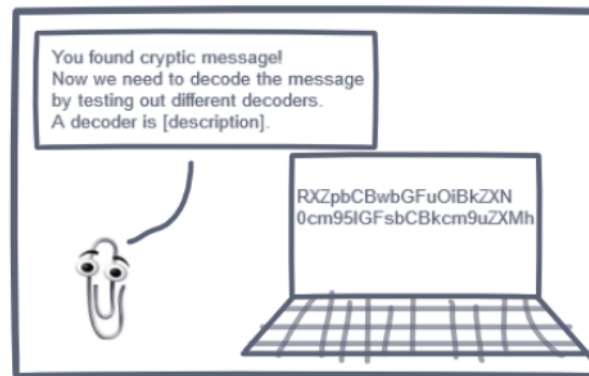 You found cryptic message!
Now we need to decode the message
by testing out different decoders.
A decoder is [description].
RXZpbCBwbGFuOiBkZXN
0cm95IGFsbCBkcm9uZXMh